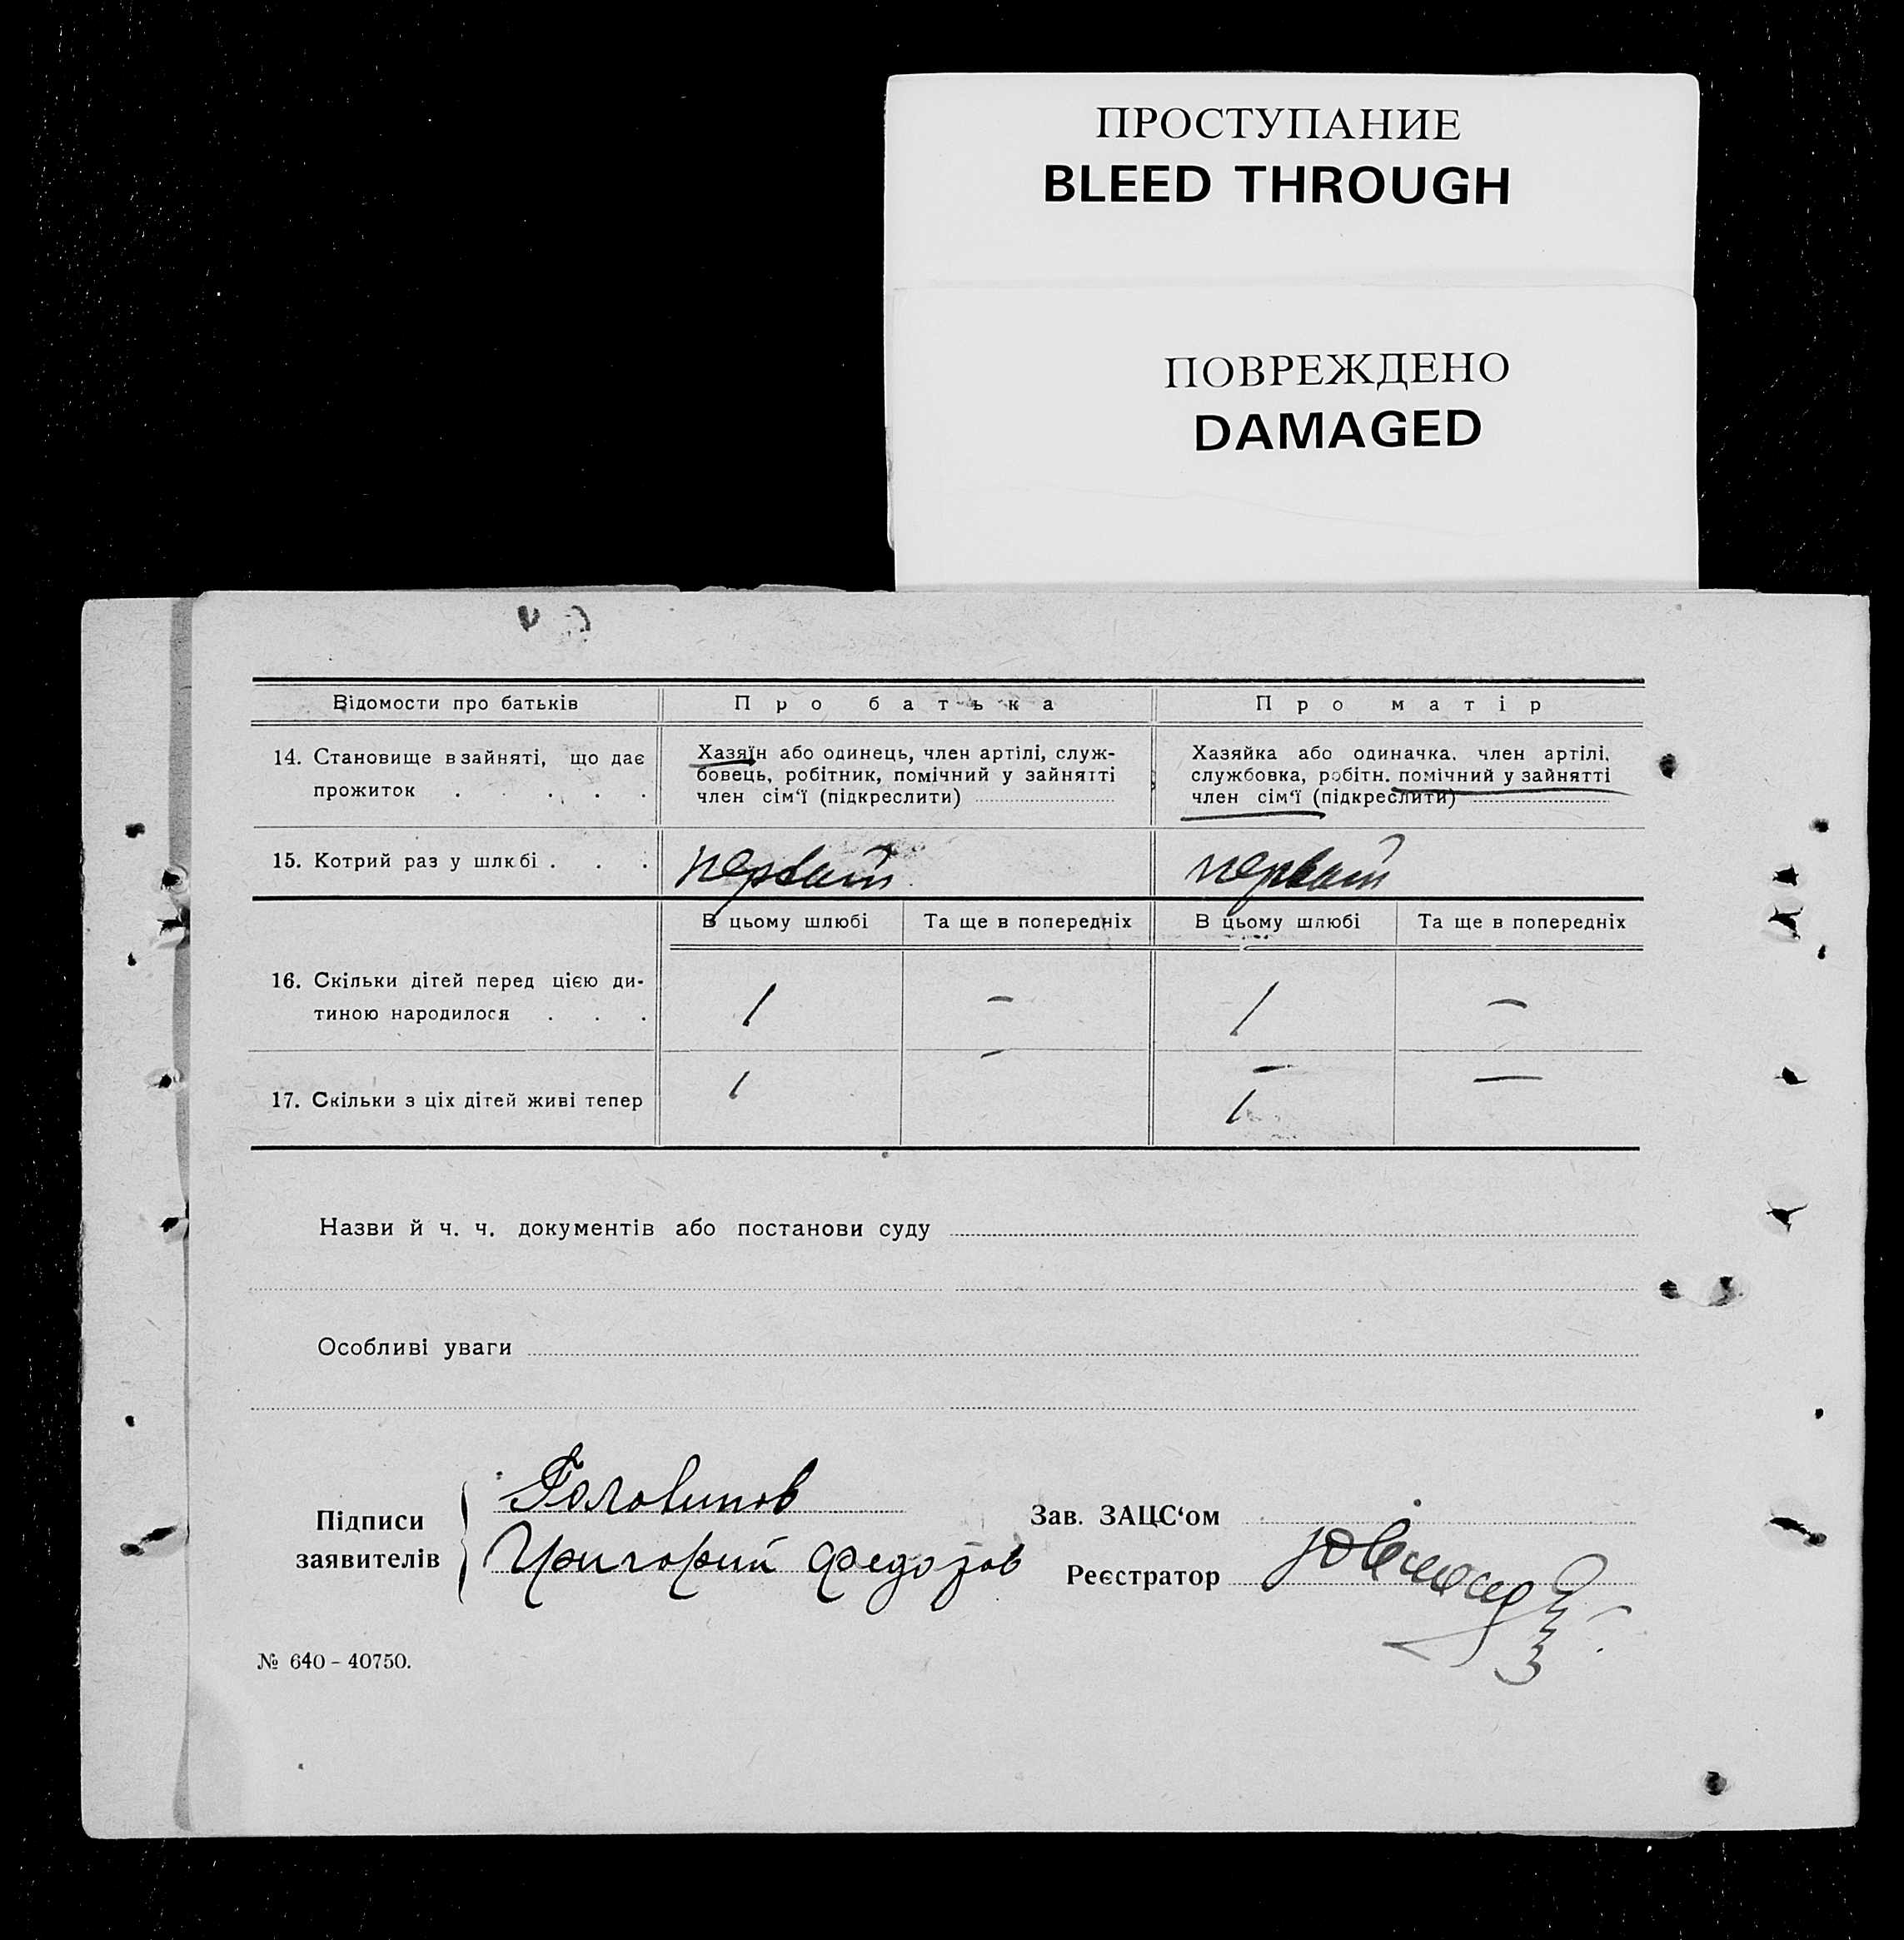 ПРОСТУПАНИЕ
BLEED THROUGH
ПОВРЕЖДЕНО
DAMAGED
Відомости про батьків
Про батька
Про матір
14. Становище в зайняті, що дає
прожиток . . . . .
Хазяїн або одинець, член артілі, служ-
бовець, робітник, помічний у зайнятті
член сім'ї (підкреслити)
Хазяйка або одиначка, член артілі,
службовка, робітн. помічний у зайнятті
член сім'ї (підкреслити)
15. Котрий раз у шлюбі . . .
первый
первый
В цьому шлюбі
Та ще в попередніх
В цьому шлюбі
Та ще в попередніх
16. Скільки дітей перед цією ди-
тиною народилося . . .
1 – 1 –
17. Скільки з ціх дітей живі тепер
1 – 1 –
Назви й ч. ч. документів або постанови суду
Особливі уваги
Підписи
заявителів
Головинов
Григорий Федозов
Зав. ЗАЦС'ом
Реєстратор
№ 640 – 40750.